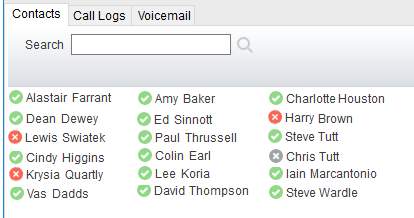 Contacts Call Logs Voicemail
Search
Alastair Farrant Amy Baker Charlotte Houston
Dean Dewey Ed Sinnott Harry Brown
Lewis Swiatek Paul Thrussell Steve Tutt
Cindy Higgins Colin Earl Chris Tutt
Krysia Quartly Lee Koria Iain Marcantonio
Vas Dadds David Thompson Steve Wardle